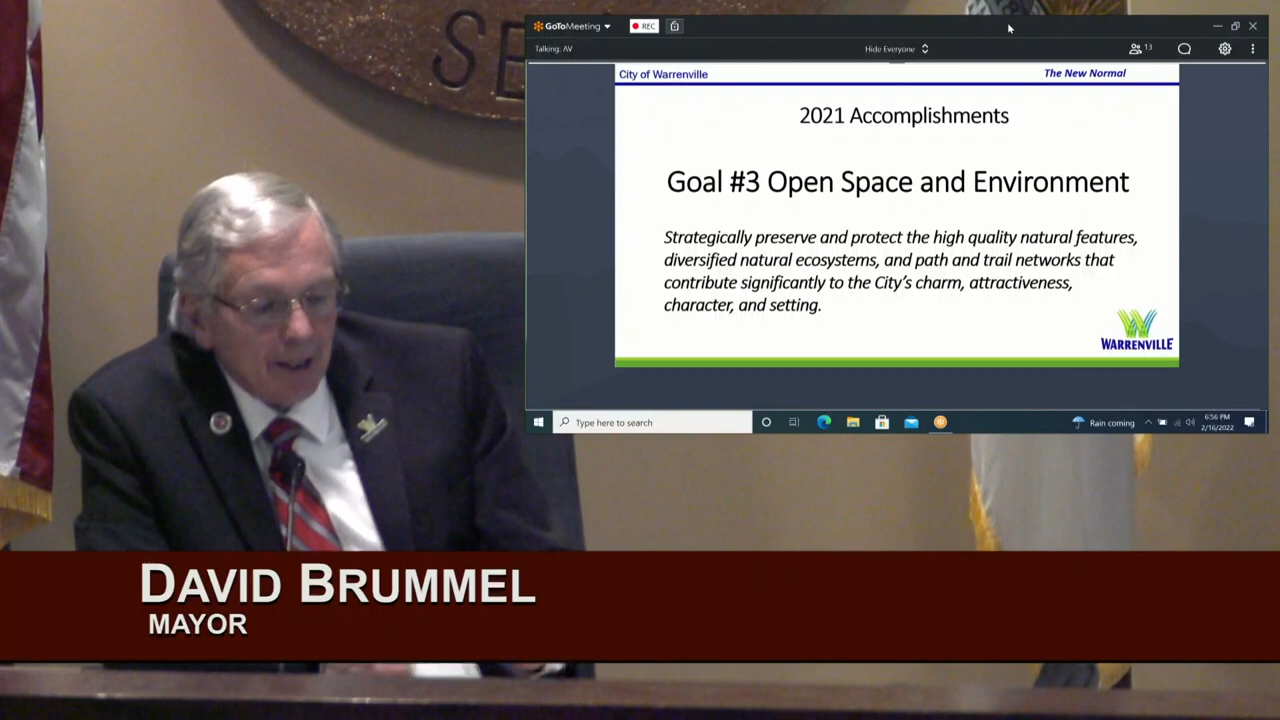 SE
GoToMeeting
REC
Talking: AV
Hide Everyone
13
City of Warrenville
The New Normal
2021 Accomplishments
Goal #3 Open Space and Environment
Strategically preserve and protect the high quality natural features,
diversified natural ecosystems, and path and trail networks that
contribute significantly to the City's charm, attractiveness,
character, and setting.
WARRENVILLE
Type here to search
Rain coming
6:56 PM
2/16/2022
DAVID BRUMMEL
MAYOR